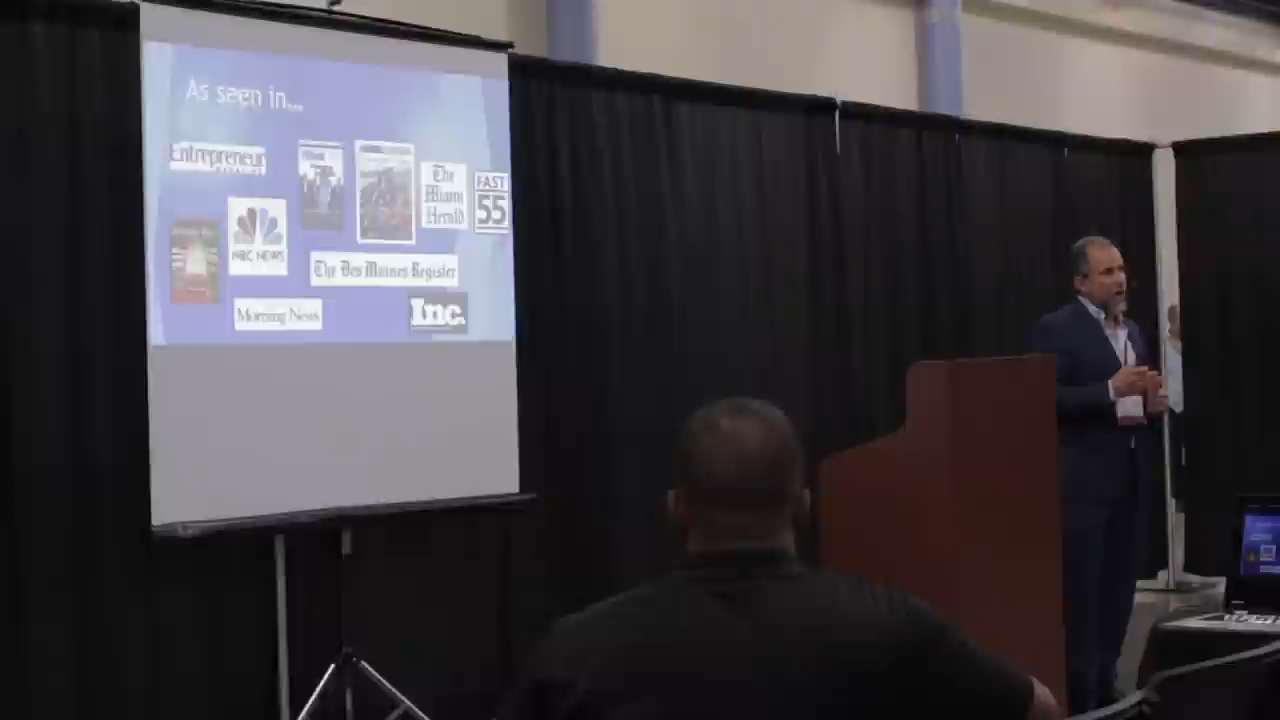 As seen in...
Entrepreneur
The
Miami
Herald
FAST
55
NBC NEWS
The Des Moines Register
Morning News
Inc.